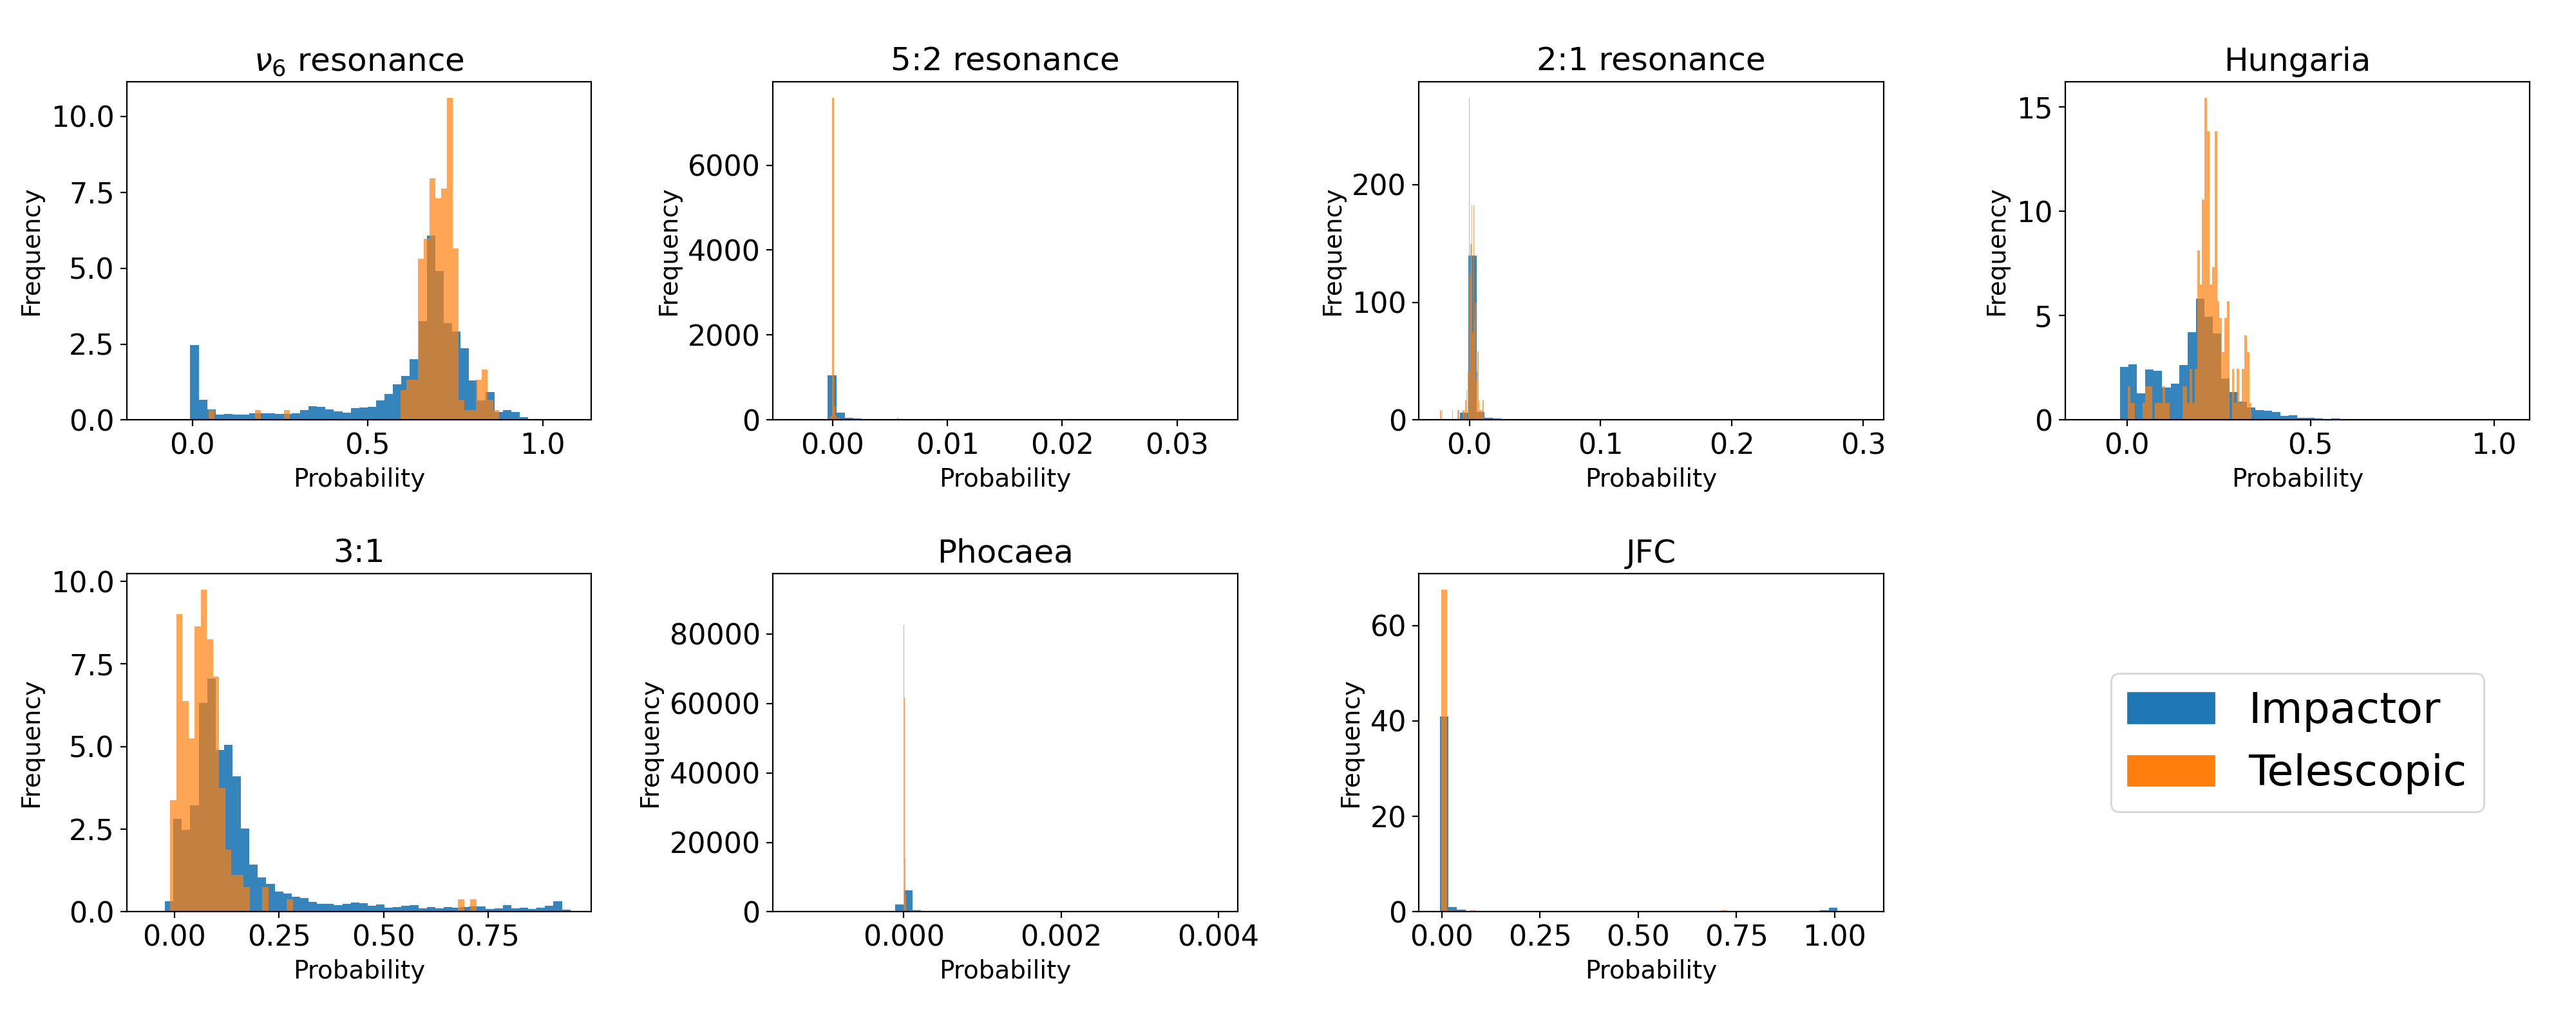 ν6 resonance
10.0
7.5
5.0
2.5
0.0
Frequency
0.0 0.5 1.0
Probability
5:2 resonance
6000
4000
2000
0
Frequency
0.00 0.01 0.02 0.03
Probability
2:1 resonance
200
100
0
Frequency
0.0 0.1 0.2 0.3
Probability
Hungaria
15
10
5
0
Frequency
0.0 0.5 1.0
Probability
3:1
10.0
7.5
5.0
2.5
0.0
Frequency
0.00 0.25 0.50 0.75
Probability
Phocaea
80000
60000
40000
20000
0
Frequency
0.000 0.002 0.004
Probability
JFC
60
40
20
0
Frequency
0.00 0.25 0.50 0.75 1.00
Probability
Impactor
Telescopic